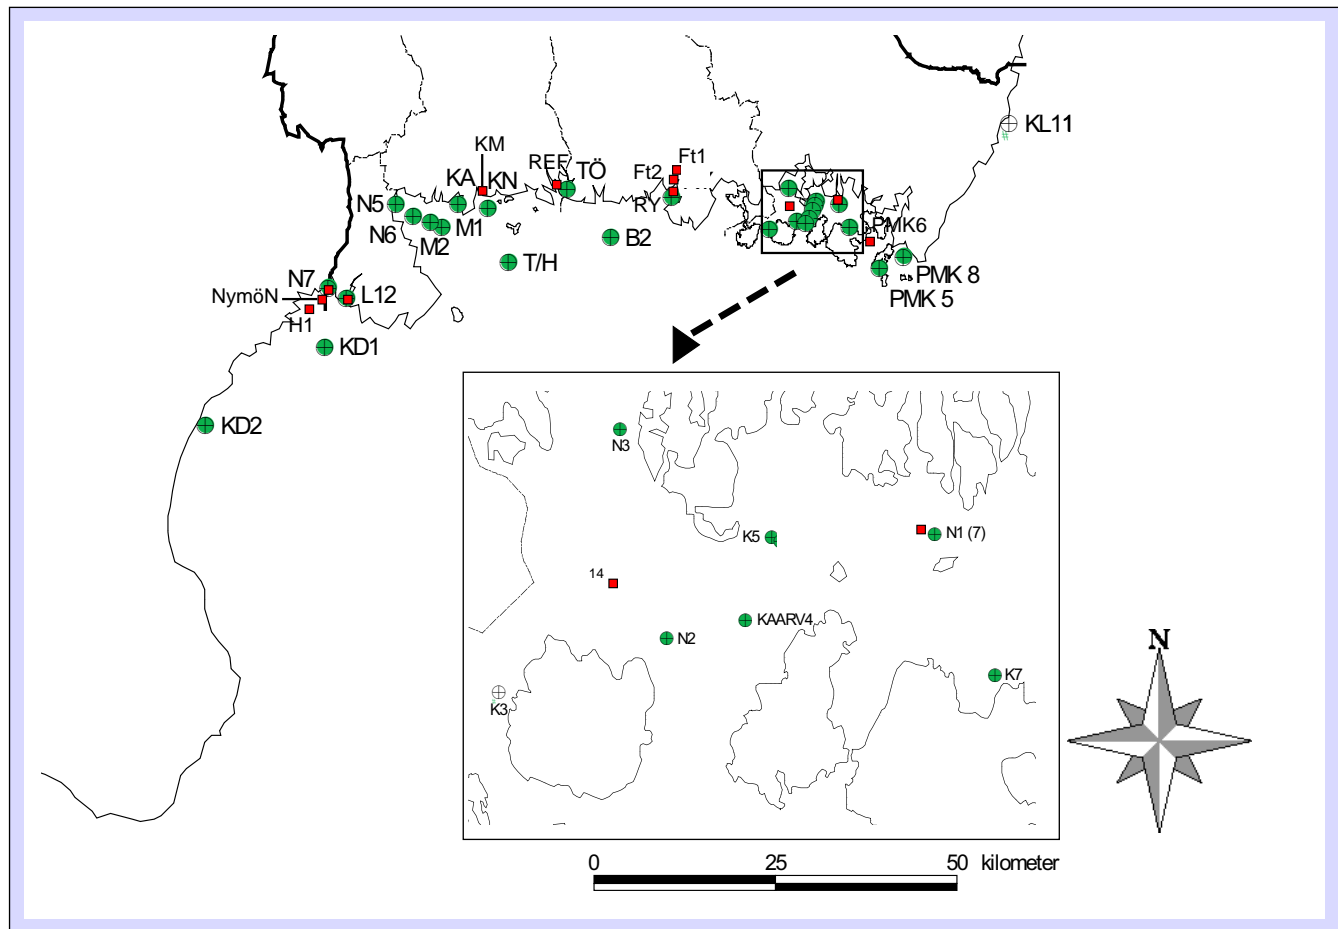 KL11
KM
REF
TÖ
Ft1
Ft2
KA
KN
RY
N5
N6
M2
M1
B2
PMK6
T/H
PMK 8
PMK 5
N7
NymöN
L12
H1
KD1
KD2
N3
K5
N1 (7)
14
KAARV4
N2
K7
K3
N
0 25 50 kilometer